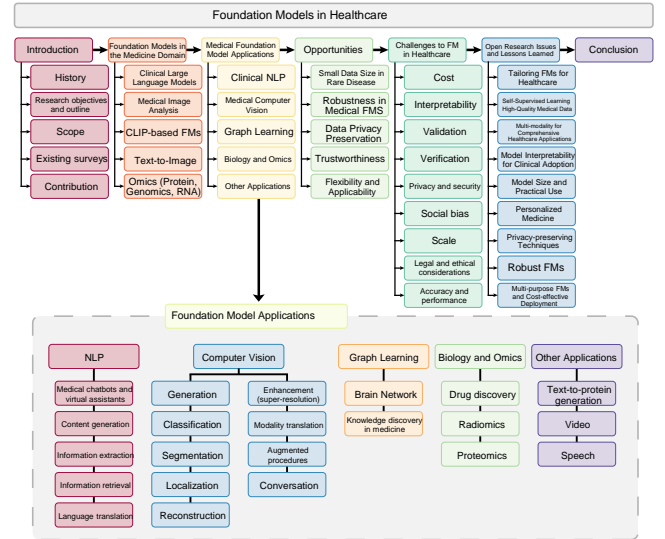 Foundation Models in Healthcare
Introduction
History
Research objectives
and outline
Scope
Existing surveys
Contribution
Foundation Models in
the Medicine Domain
Clinical Large
Language Models
Medical Image
Analysis
CLIP-based FMs
Text-to-Image
Omics (Protein,
Genomics, RNA)
Medical Foundation
Model Applications
Clinical NLP
Medical Computer
Vision
Graph Learning
Biology and Omics
Other Applications
Opportunities
Small Data Size in
Rare Disease
Robustness in
Medical FMS
Data Privacy
Preservation
Trustworthiness
Flexibility and
Applicability
Challenges to FM
in Healthcare
Cost
Interpretability
Validation
Verification
Privacy and security
Social bias
Scale
Legal and ethical
considerations
Accuracy and
performance
Open Research Issues
and Lessons Learned
Tailoring FMs for
Healthcare
Self-Supervised Learning
High-Quality Medical Data
Multi-modality for
Comprehensive
Healthcare Applications
Model Interpretability
for Clinical Adoption
Model Size and
Practical Use
Personalized
Medicine
Privacy-preserving
Techniques
Robust FMs
Multi-purpose FMs
and Cost-effective
Deployment
Conclusion
Foundation Model Applications
NLP
Medical chatbots and
virtual assistants
Content generation
Information extraction
Information retrieval
Language translation
Computer Vision
Generation
Classification
Segmentation
Localization
Reconstruction
Enhancement
(super-resolution)
Modality translation
Augmented
procedures
Conversation
Graph Learning
Brain Network
Knowledge discovery
in medicine
Biology and Omics
Drug discovery
Radiomics
Proteomics
Other Applications
Text-to-protein
generation
Video
Speech